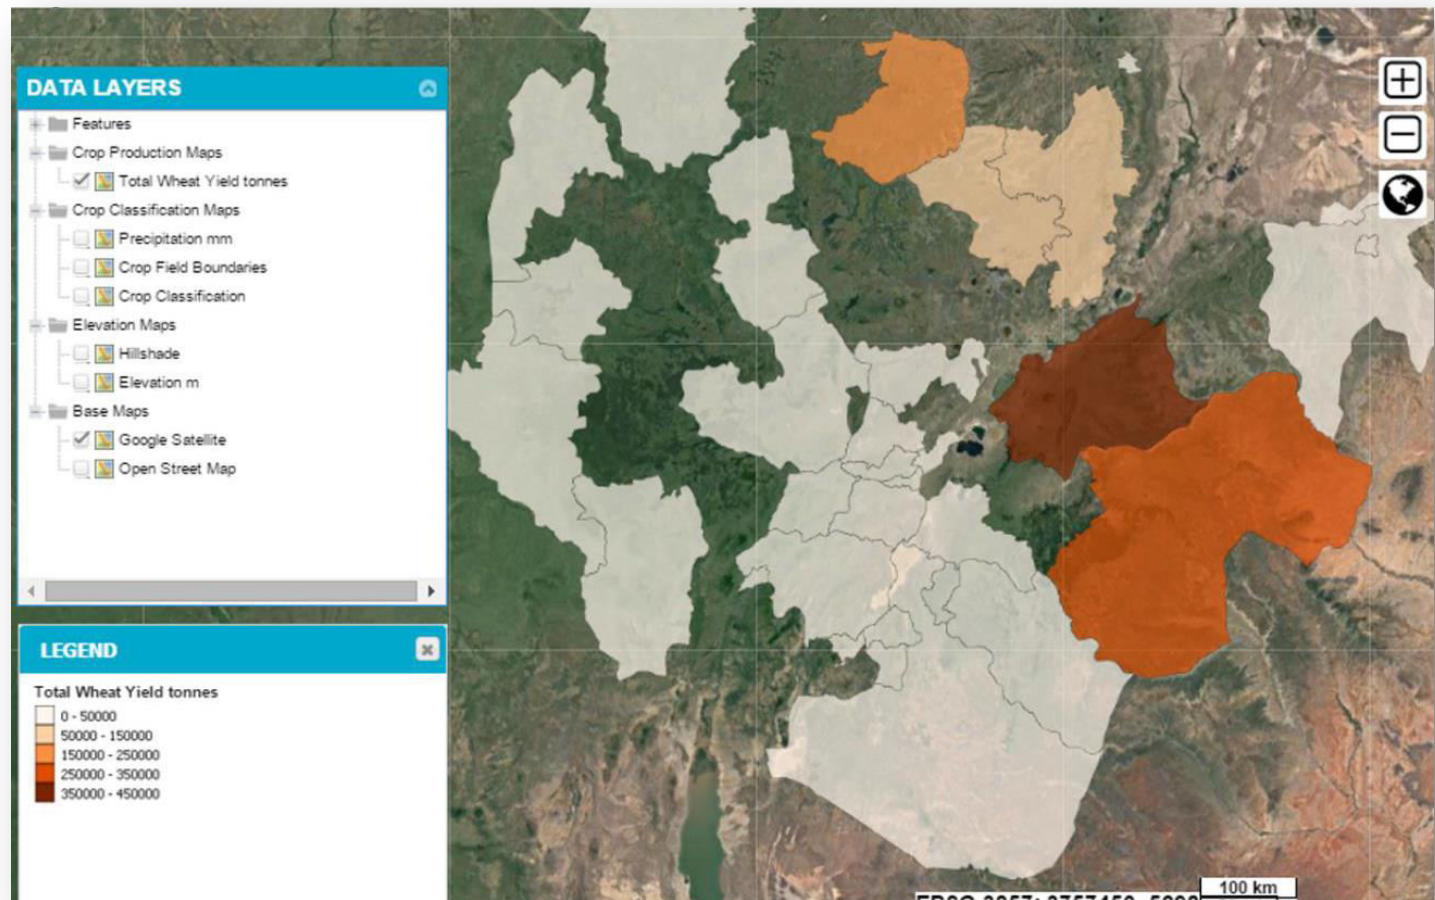 DATA LAYERS
Features
Crop Production Maps
Total Wheat Yield tonnes
Crop Classification Maps
Precipitation mm
Crop Field Boundaries
Crop Classification
Elevation Maps
Hillshade
Elevation m
Base Maps
Google Satellite
Open Street Map
LEGEND
Total Wheat Yield tonnes
0 - 50000
50000 - 150000
150000 - 250000
250000 - 350000
350000 - 450000
100 km